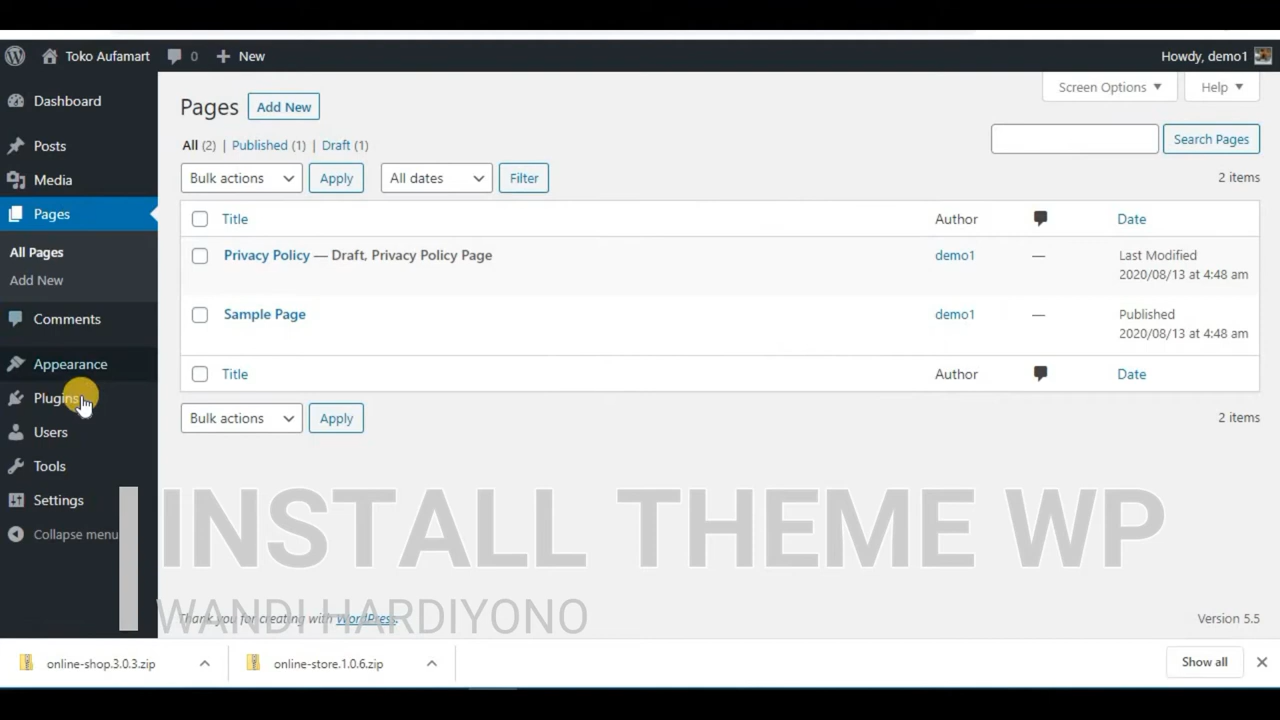 Toko Aufamart 0 New Howdy, demo1
Screen Options Help
Dashboard
Posts
Media
Pages
All Pages
Add New
Comments
Appearance
Plugins
Users
Tools
Settings
Collapse menu
Pages Add New
All (2) | Published (1) | Draft (1)
Search Pages
Bulk actions Apply All dates Filter 2 items
Title Author Date
Privacy Policy — Draft, Privacy Policy Page demo1 — Last Modified
2020/08/13 at 4:48 am
Sample Page demo1 — Published
2020/08/13 at 4:48 am
Title Author Date
Bulk actions Apply 2 items
INSTALL THEME WP
WANDI HARDIYONO
Thank you for creating with WordPress. Version 5.5
online-shop.3.0.3.zip online-store.1.0.6.zip Show all